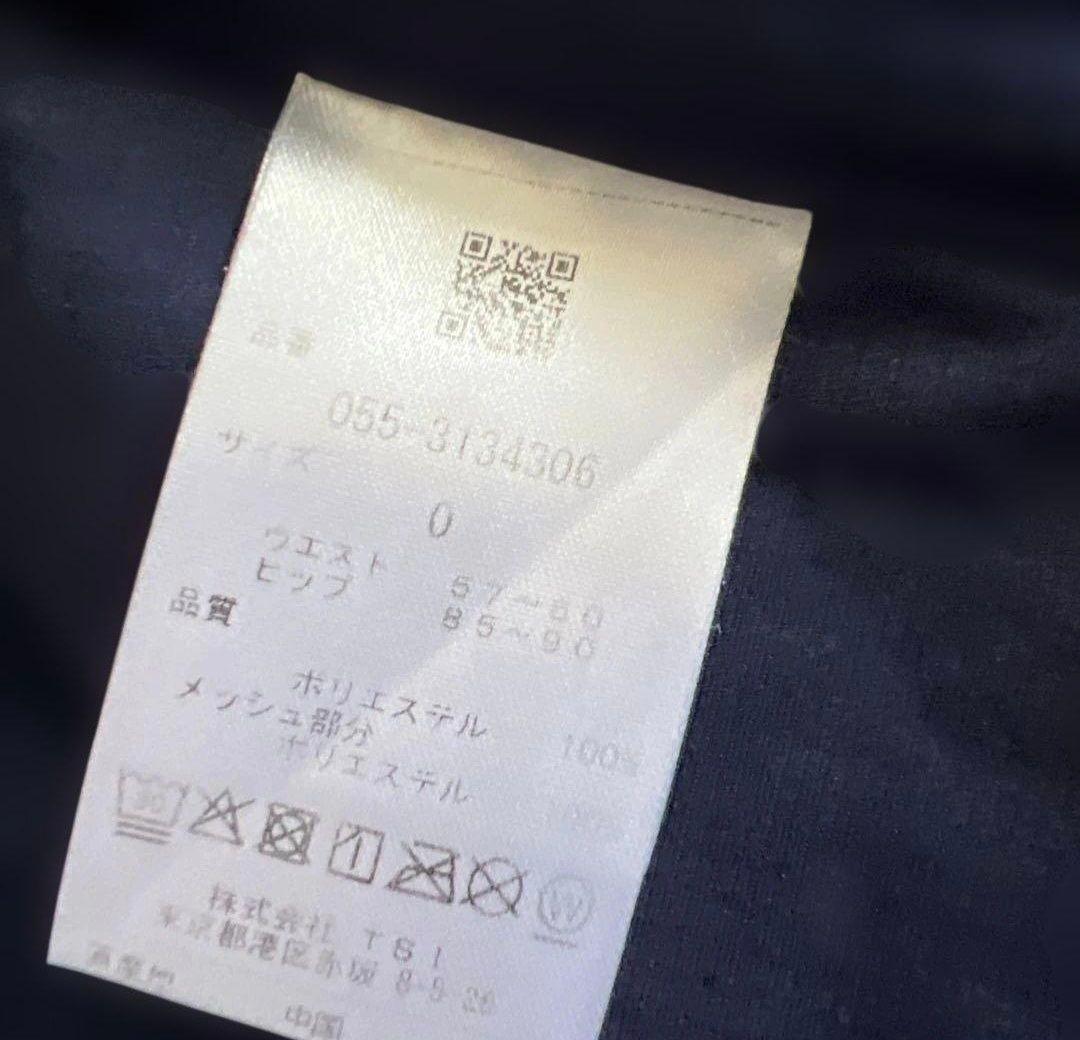 品番
055-3134306
サイズ
0
ウエスト 57~60
ヒップ 85~90
品質
ポリエステル 100%
メッシュ部分
ポリエステル
30
W
株式会社 TSI
東京都港区赤坂 8-5-
原産国
中国